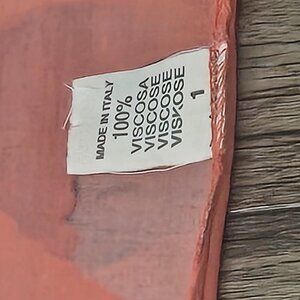 MADE IN ITALY
100%
VISCOSA
VISCOSE
VISCOSE
VISKOSE
1